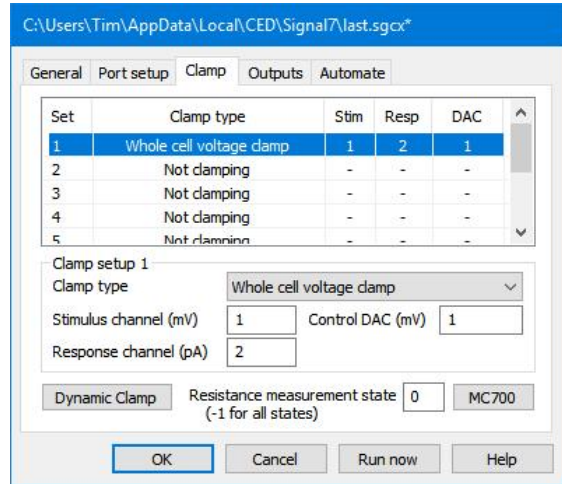 C:\Users\Tim\AppData\Local\CED\Signal7\last.sgcx*
General Port setup Clamp Outputs Automate
Set Clamp type Stim Resp DAC
1 Whole cell voltage clamp 1 2 1
2 Not clamping - - -
3 Not clamping - - -
4 Not clamping - - -
5 Not clamping - - -
Clamp setup 1
Clamp type Whole cell voltage clamp
Stimulus channel (mV) 1 Control DAC (mV) 1
Response channel (pA) 2
Dynamic Clamp Resistance measurement state 0 MC700
(-1 for all states)
OK Cancel Run now Help